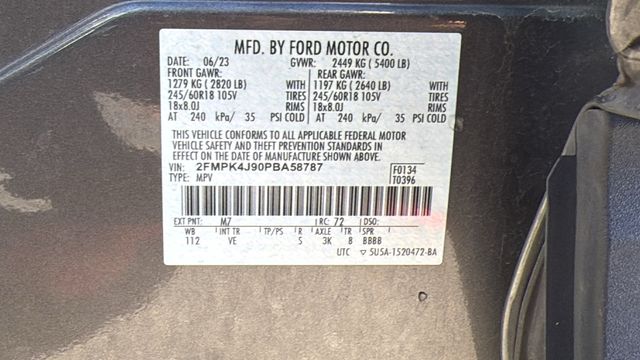 MFD. BY FORD MOTOR CO.
DATE: 06/23 GVWR: 2449 KG ( 5400 LB)
FRONT GAWR: REAR GAWR:
1279 KG ( 2820 LB) WITH 1197 KG ( 2640 LB) WITH
245/60R18 105V TIRES 245/60R18 105V TIRES
18x8.0J RIMS 18x8.0J RIMS
AT 240 kPa/ 35 PSI COLD AT 240 kPa/ 35 PSI COLD
THIS VEHICLE CONFORMS TO ALL APPLICABLE FEDERAL MOTOR
VEHICLE SAFETY AND THEFT PREVENTION STANDARDS IN EFFECT ON
THE DATE OF MANUFACTURE SHOWN ABOVE.
VIN: 2FMPK4J90PBA58787 F0134
TYPE: MPV T0396
EXT PNT: M7 RC: 72 DSO:
WB INT TR TP/PS R AXLE TR SPR
112 VE S 3K 8 BBBB
UTC 5U5A-1520472-BA